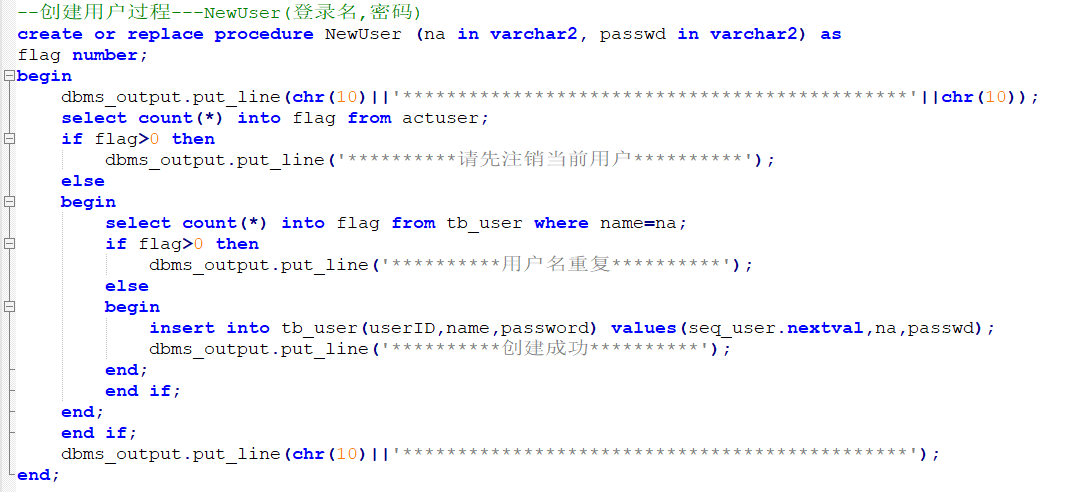 --创建用户过程---NewUser(登录名,密码)
create or replace procedure NewUser (na in varchar2, passwd in varchar2) as
flag number;
begin
    dbms_output.put_line(chr(10)||'**********************************************'||chr(10));
    select count(*) into flag from actuser;
    if flag>0 then
        dbms_output.put_line('**********请先注销当前用户**********');
    else
    begin
        select count(*) into flag from tb_user where name=na;
        if flag>0 then
            dbms_output.put_line('**********用户名重复**********');
        else
        begin
            insert into tb_user(userID,name,password) values(seq_user.nextval,na,passwd);
            dbms_output.put_line('**********创建成功**********');
        end;
        end if;
    end;
    end if;
    dbms_output.put_line(chr(10)||'**********************************************');
end;